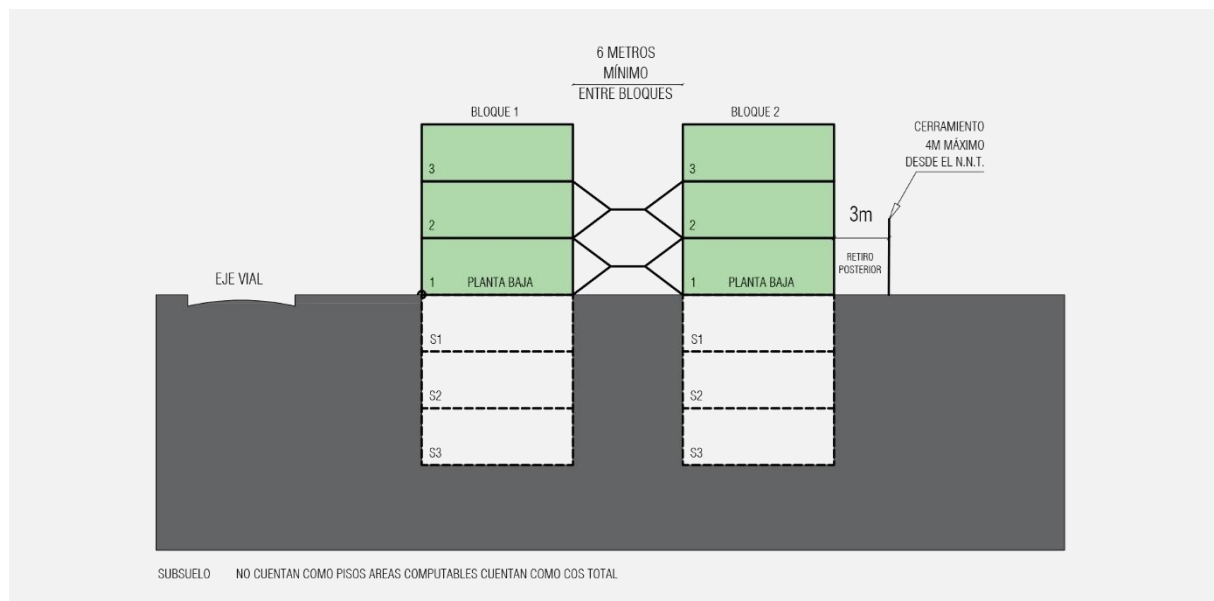 6 METROS
MÍNIMO
ENTRE BLOQUES
BLOQUE 1
BLOQUE 2
CERRAMIENTO
4M MÁXIMO
DESDE EL N.N.T.
3
3
2
2
3m
RETIRO
POSTERIOR
EJE VIAL
1 PLANTA BAJA
1 PLANTA BAJA
S1
S1
S2
S2
S3
S3
SUBSUELO NO CUENTAN COMO PISOS AREAS COMPUTABLES CUENTAN COMO COS TOTAL